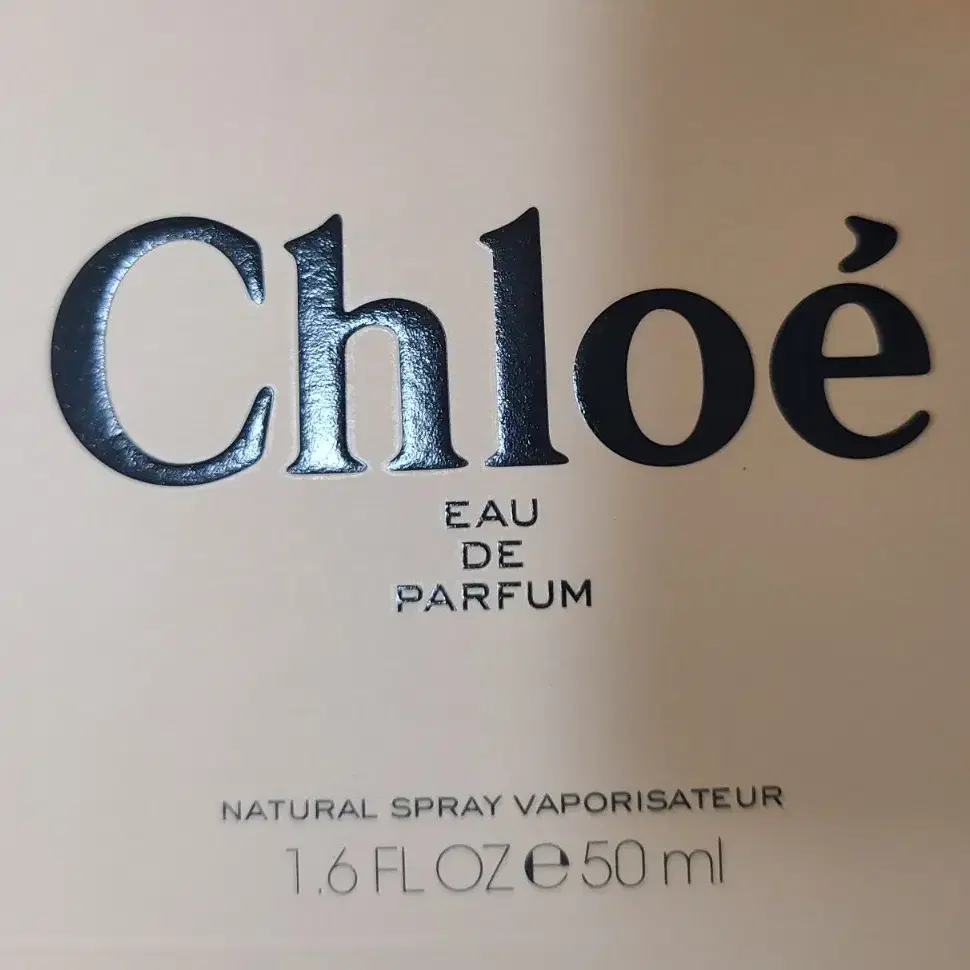 Chloé
EAU
DE
PARFUM
NATURAL SPRAY VAPORISATEUR
1.6 FL OZ ℮ 50 ml